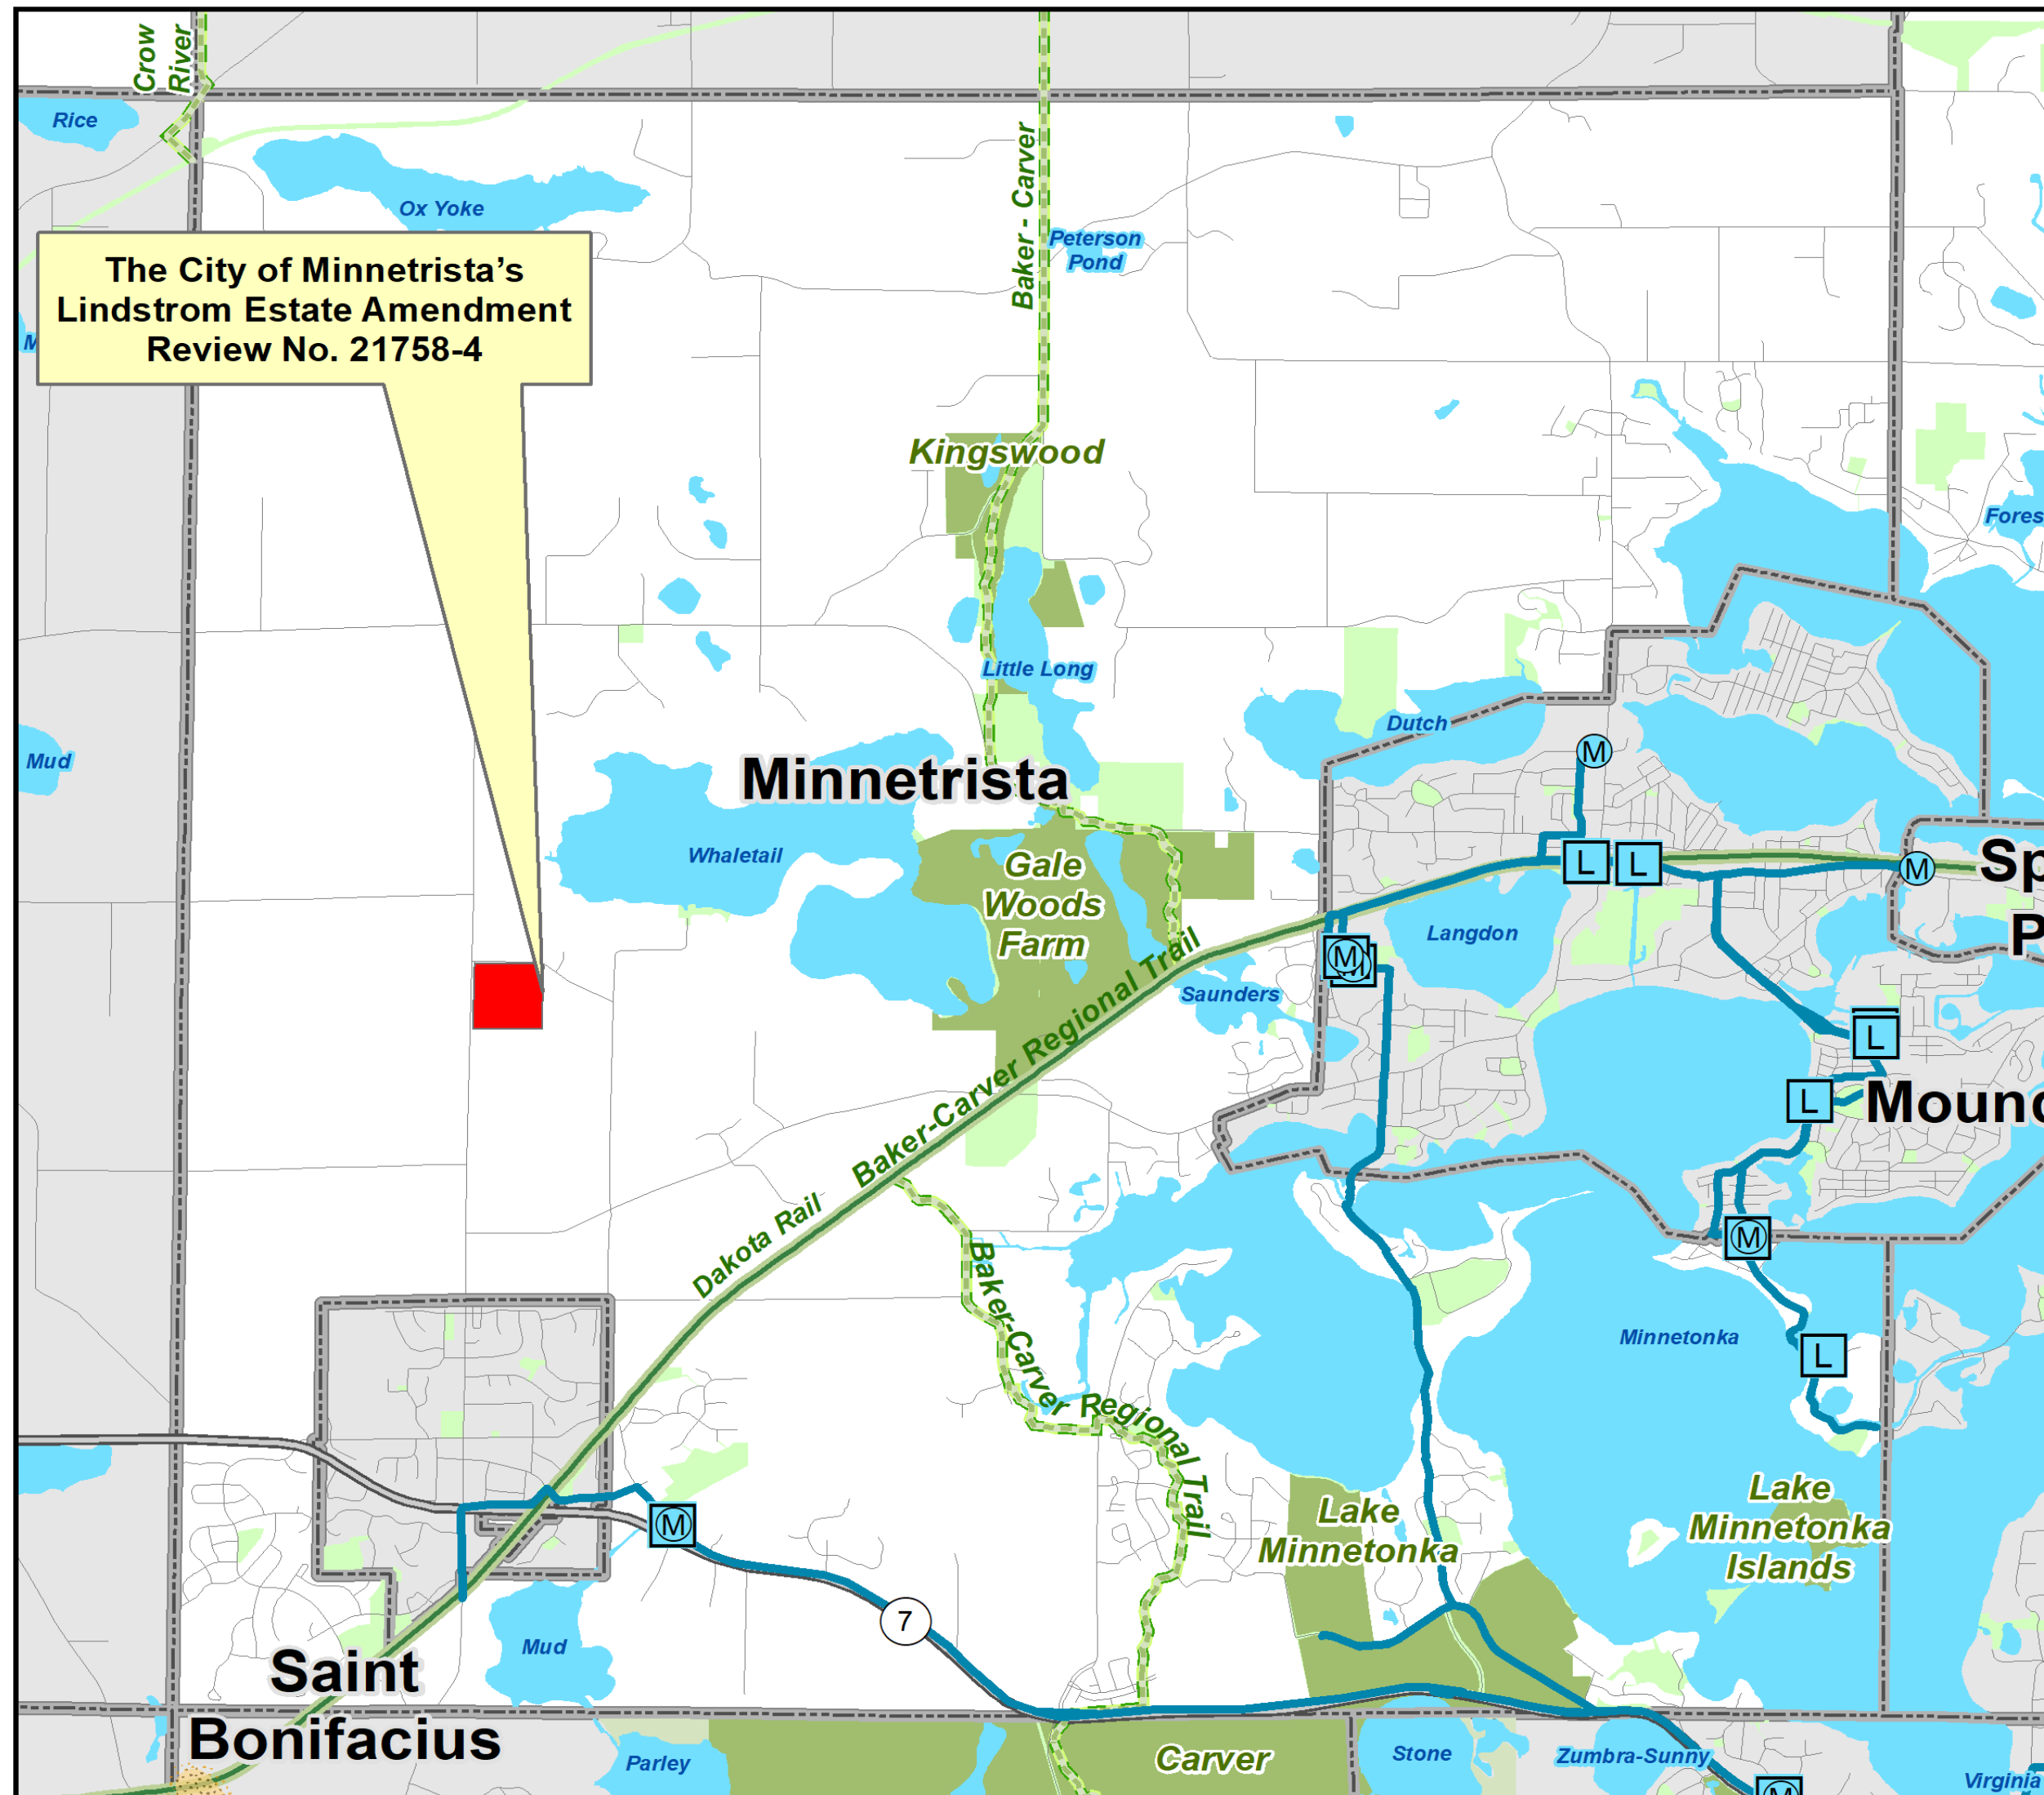 Crow
River
Rice
Ox Yoke
Baker - Carver
Peterson
Pond
The City of Minnetrista’s
Lindstrom Estate Amendment
Review No. 21758-4
M
Kingswood
Fores
Little Long
Dutch
Mud
Minnetrista
M
Whaletail
Gale
Woods
Farm
L
L
M
Sp
P
Langdon
M
M
Saunders
Baker-Carver Regional Trail
L
L
Mound
Dakota Rail
Baker-Carver Regional Trail
M
Minnetonka
L
Lake
Minnetonka
Lake
Minnetonka
Islands
M
7
Mud
Saint
Bonifacius
Parley
Carver
Stone
Zumbra-Sunny
Virginia
M